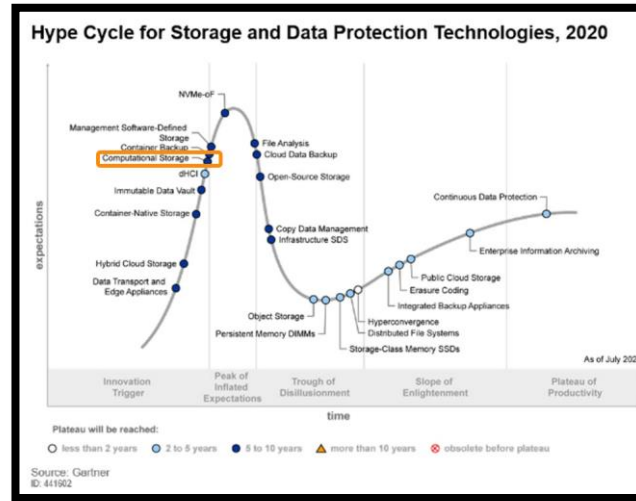 Hype Cycle for Storage and Data Protection Technologies, 2020
NVMe-oF
Management Software-Defined
Storage
Container Backup
Computational Storage
dHCI
Immutable Data Vault
Container-Native Storage
Hybrid Cloud Storage
Data Transport and
Edge Appliances
File Analysis
Cloud Data Backup
Open-Source Storage
Copy Data Management
Infrastructure SDS
Object Storage
Persistent Memory DIMMs
Storage-Class Memory SSDs
Distributed File Systems
Hyperconvergence
Integrated Backup Appliances
Erasure Coding
Public Cloud Storage
Enterprise Information Archiving
Continuous Data Protection
expectations
As of July 202
Innovation
Trigger
Peak of
Inflated
Expectations
Trough of
Disillusionment
Slope of
Enlightenment
Plateau of
Productivity
time
Plateau will be reached:
less than 2 years
2 to 5 years
5 to 10 years
more than 10 years
obsolete before plateau
Source: Gartner
ID: 441602